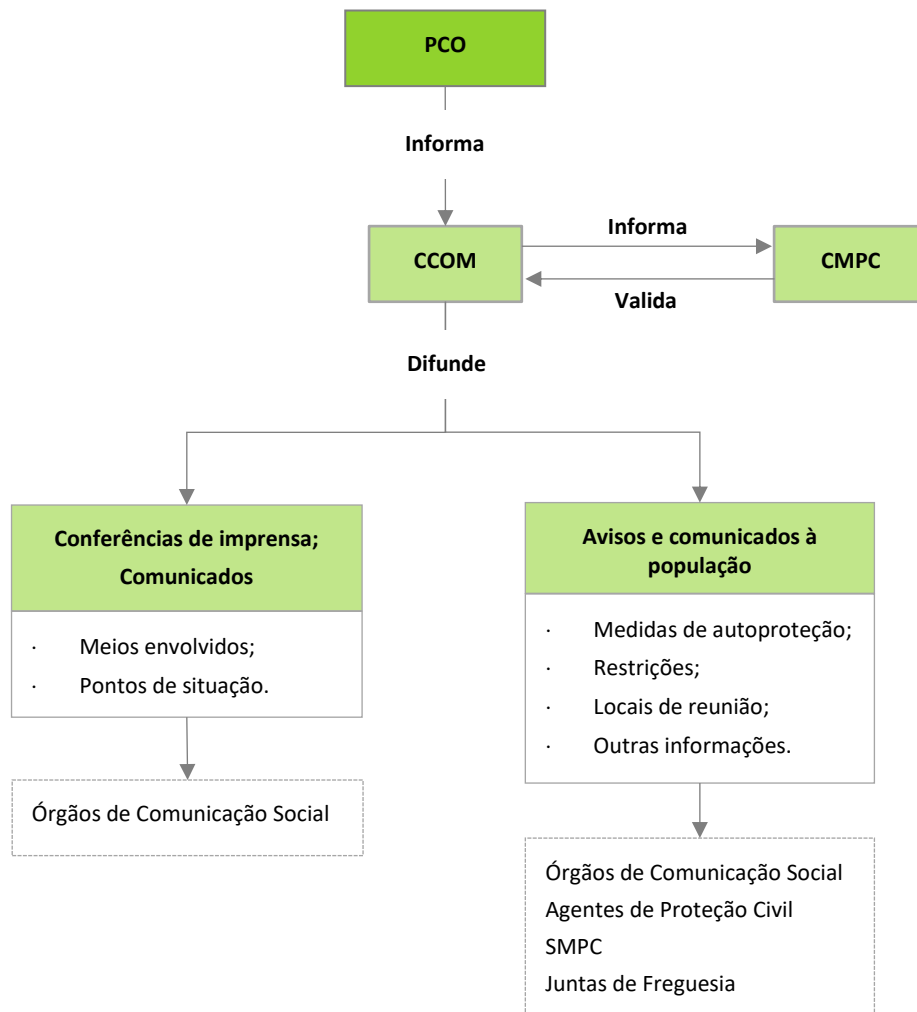 PCO
Informa
CCOM
Informa
CMPC
Valida
Difunde
Conferências de imprensa;
Comunicados
· Meios envolvidos;
· Pontos de situação.
Órgãos de Comunicação Social
Avisos e comunicados à
população
· Medidas de autoproteção;
· Restrições;
· Locais de reunião;
· Outras informações.
Órgãos de Comunicação Social
Agentes de Proteção Civil
SMPC
Juntas de Freguesia